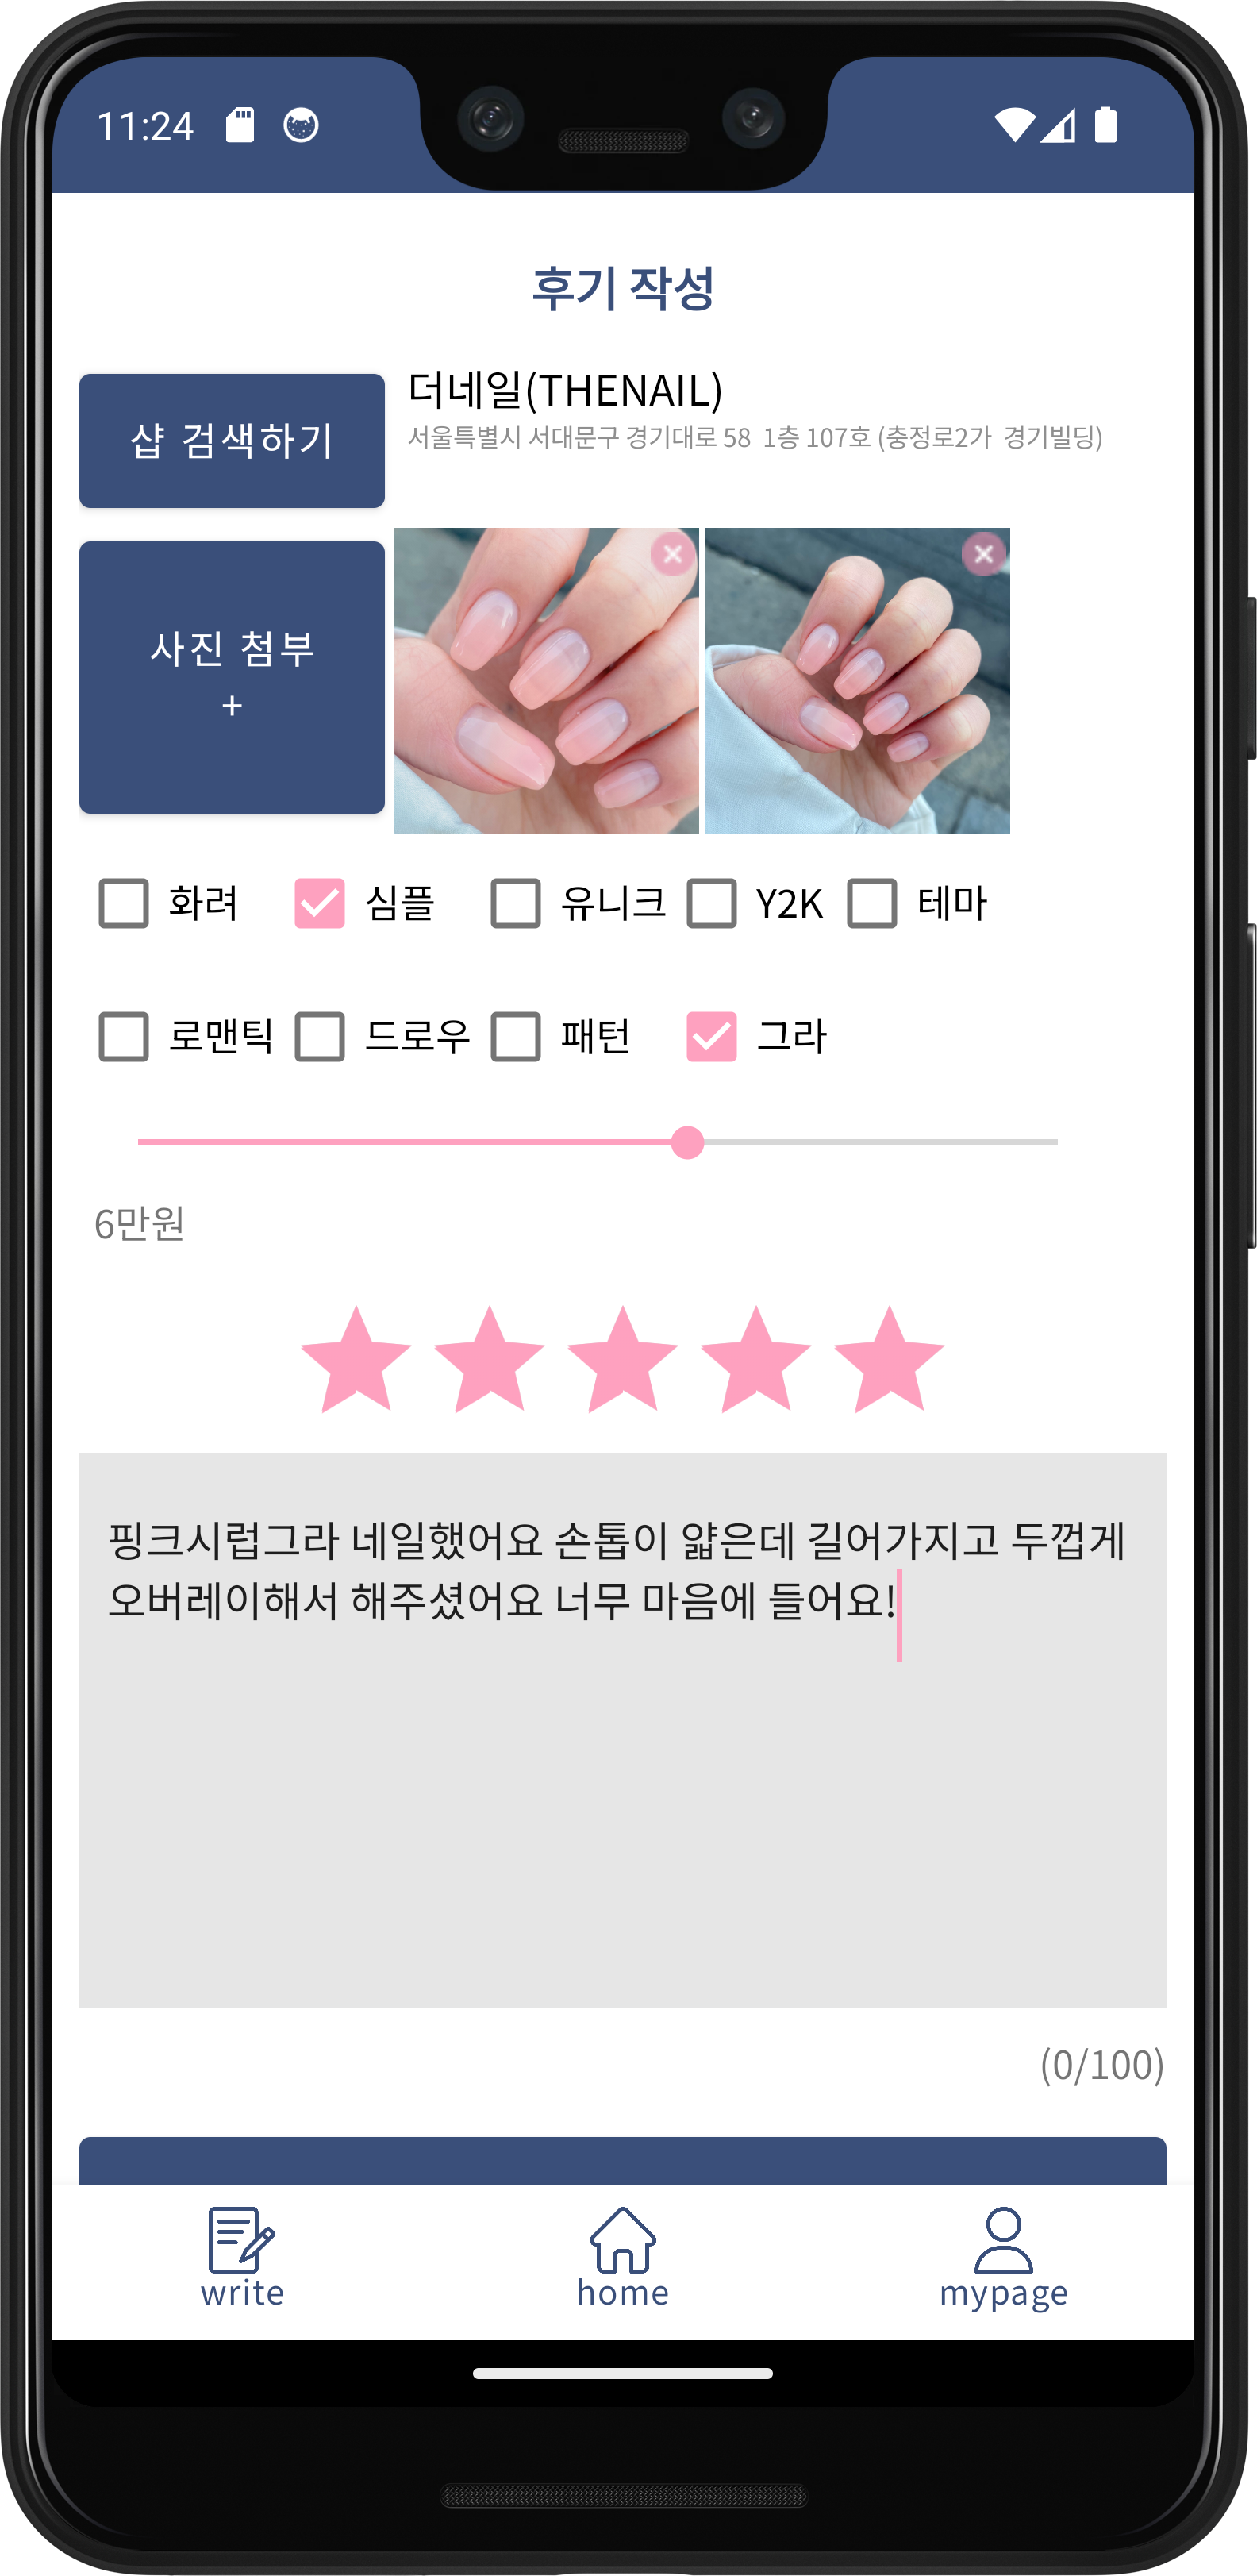 11:24
후기 작성
샵 검색하기
더네일(THENAIL)
서울특별시 서대문구 경기대로 58 1층 107호 (충정로2가 경기빌딩)
사진 첨부
+
화려 심플 유니크 Y2K 테마
로맨틱 드로우 패턴 그라
6만원
핑크시럽그라 네일했어요 손톱이 얇은데 길어가지고 두껍게
오버레이해서 해주셨어요 너무 마음에 들어요!
(0/100)
write home mypage